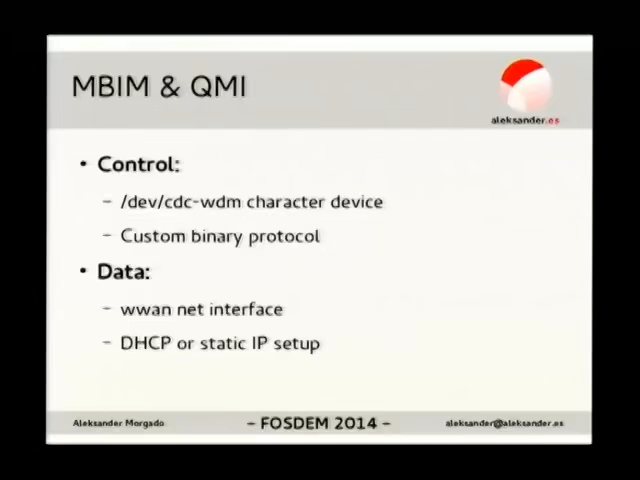 MBIM & QMI
aleksander.es
• Control:
– /dev/cdc-wdm character device
– Custom binary protocol
• Data:
– wwan net interface
– DHCP or static IP setup
Aleksander Morgado
– FOSDEM 2014 –
aleksander@aleksander.es